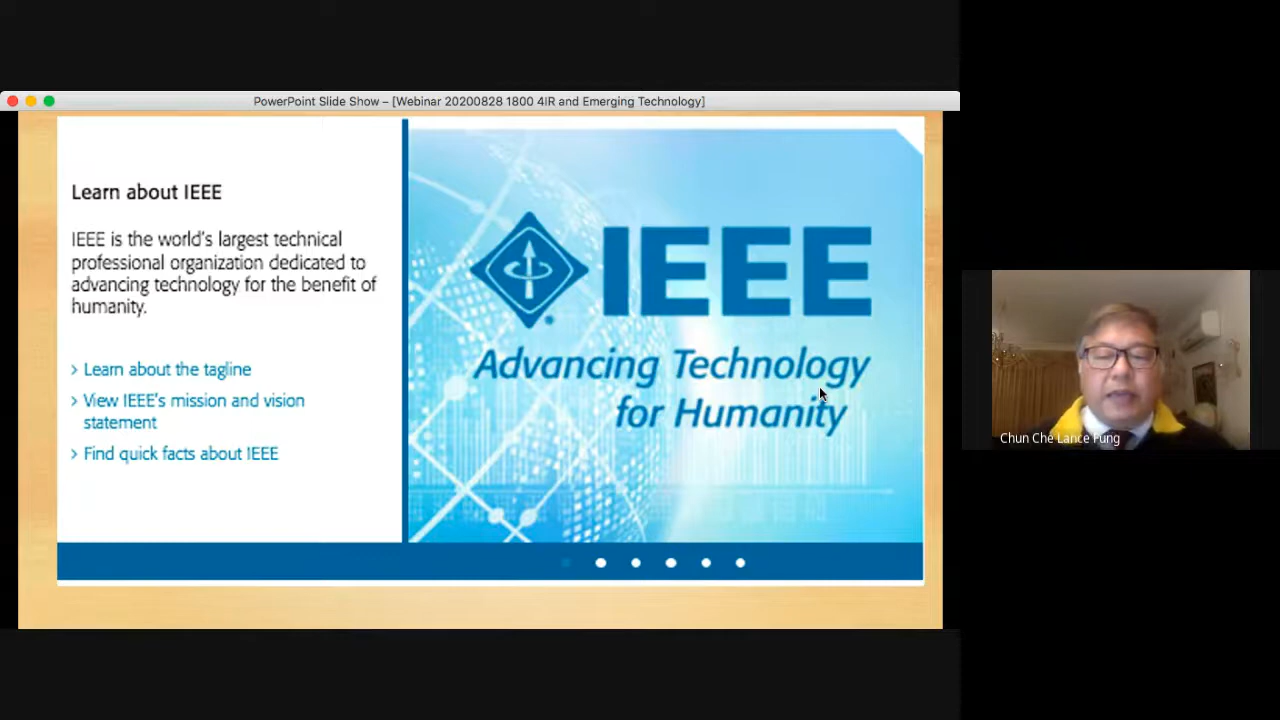 PowerPoint Slide Show – [Webinar 20200828 1800 4IR and Emerging Technology]
Learn about IEEE
IEEE is the world's largest technical
professional organization dedicated to
advancing technology for the benefit of
humanity.
> Learn about the tagline
> View IEEE's mission and vision
statement
> Find quick facts about IEEE
IEEE
Advancing Technology
for Humanity
Chun Che Lance Fung